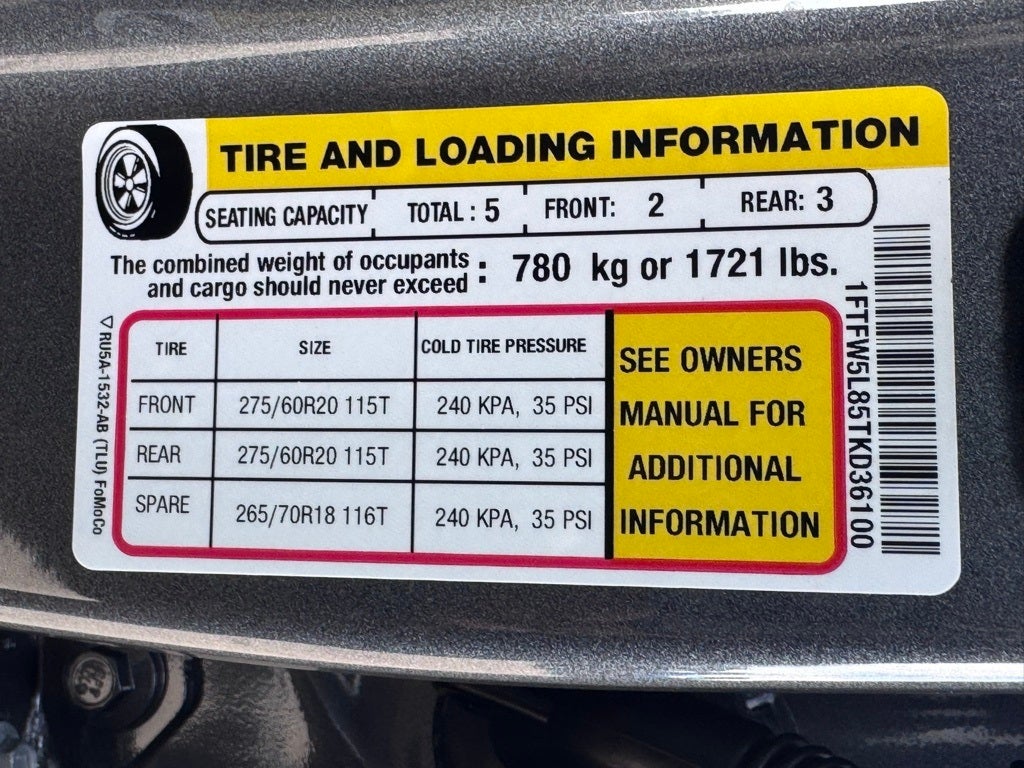 TIRE AND LOADING INFORMATION
SEATING CAPACITY TOTAL : 5 FRONT: 2 REAR: 3
The combined weight of occupants
and cargo should never exceed : 780 kg or 1721 lbs.
TIRE SIZE COLD TIRE PRESSURE
FRONT 275/60R20 115T 240 KPA, 35 PSI
REAR 275/60R20 115T 240 KPA, 35 PSI
SPARE 265/70R18 116T 240 KPA, 35 PSI
SEE OWNERS
MANUAL FOR
ADDITIONAL
INFORMATION
1FTFW5L85TKD36100
RU5A-1532-AB (TLU) FoMoCo